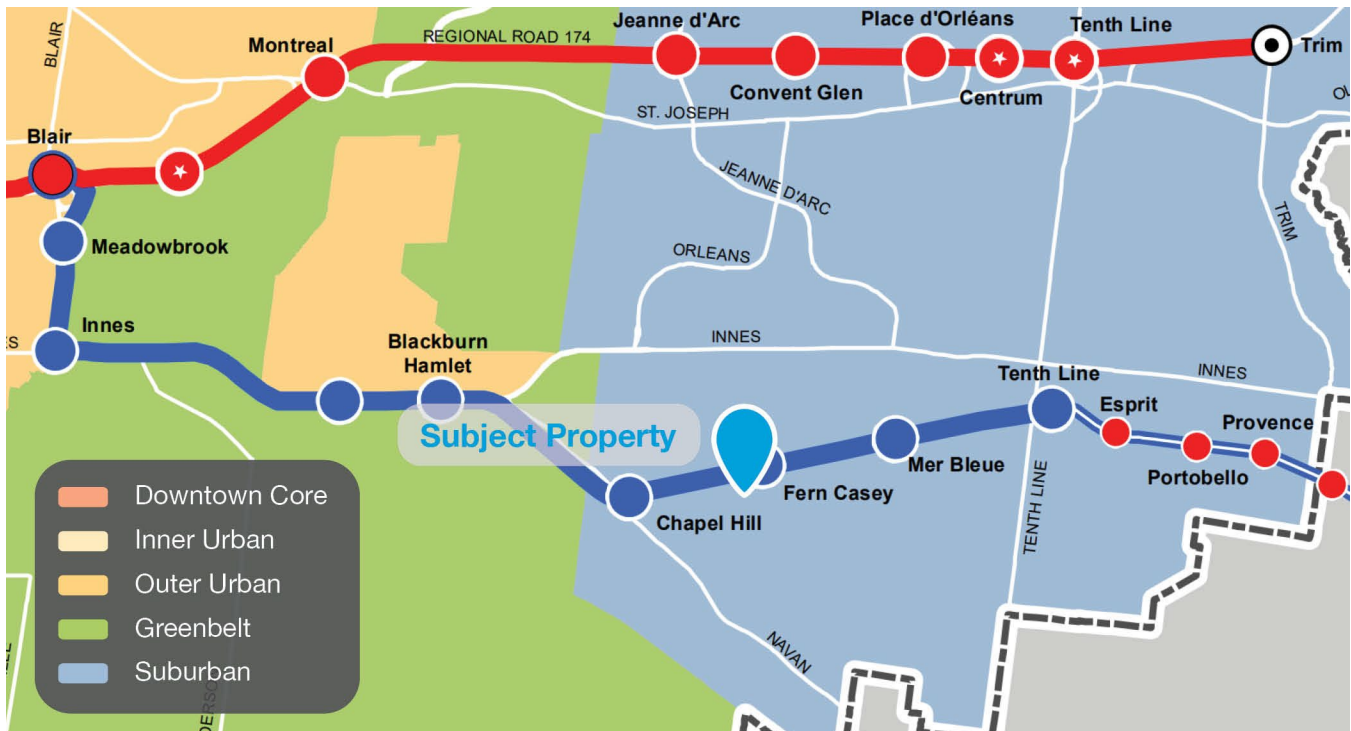 Jeanne d'Arc
Place d'Orléans
Tenth Line
BLAIR
Montreal
REGIONAL ROAD 174
Trim
Convent Glen
Centrum
ST. JOSEPH
Blair
JEANNE D'ARC
TRIM
Meadowbrook
ORLEANS
Innes
Blackburn
Hamlet
INNES
Tenth Line
INNES
Esprit
Provence
Subject Property
Mer Bleue
Portobello
Fern Casey
Chapel Hill
TENTH LINE
NAVAN
Downtown Core
Inner Urban
Outer Urban
Greenbelt
Suburban